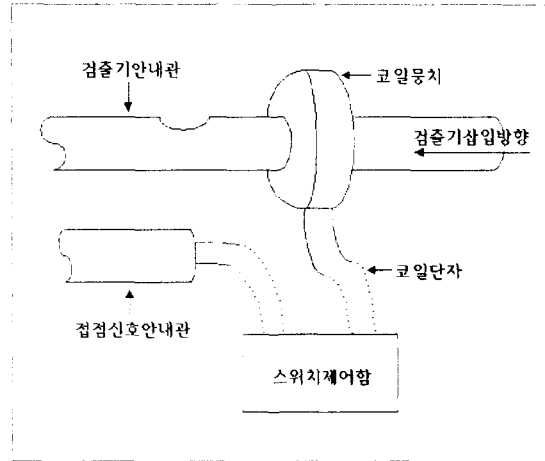 검출기안내관
코일뭉치
검출기삽입방향
코일단자
접점신호안내관
스위치제어함